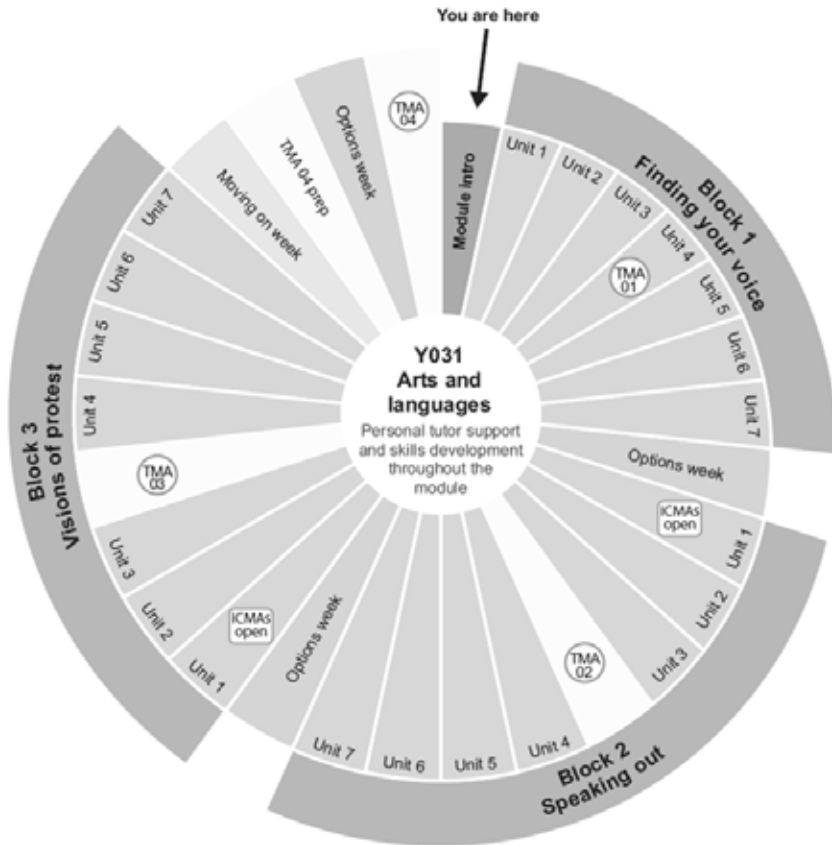 You are here
Module intro
Unit 1
Unit 2
Unit 3
Unit 4
TMA
01
Unit 5
Unit 6
Unit 7
Block 1
Finding your voice
Options week
iCMAs
open
Unit 1
Unit 2
Unit 3
TMA
02
Unit 4
Unit 5
Unit 6
Unit 7
Block 2
Speaking out
Options week
iCMAs
open
Unit 1
Unit 2
Unit 3
TMA
03
Unit 4
Unit 5
Unit 6
Unit 7
Block 3
Visions of protest
Moving on week
TMA 04 prep
Options week
TMA
04
Y031
Arts and
languages
Personal tutor support
and skills development
throughout the
module